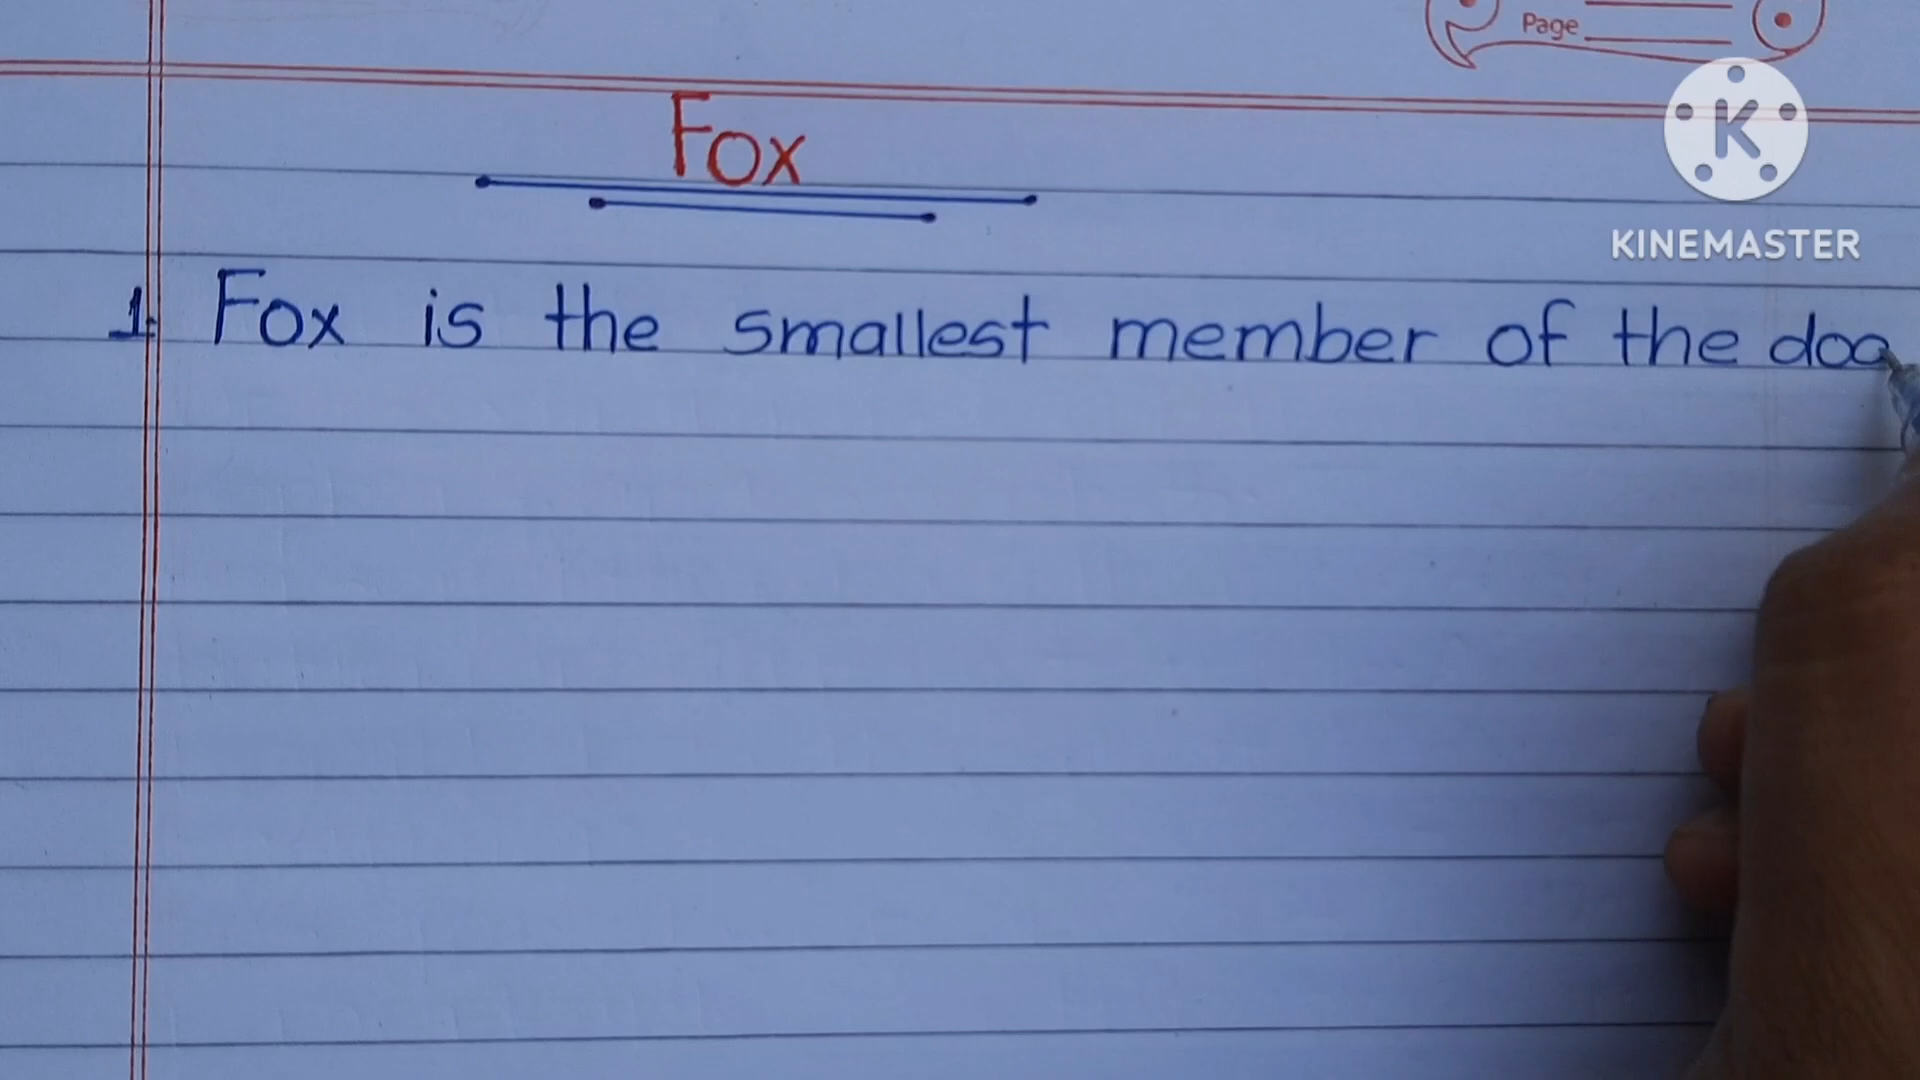 Page
Fox
K
KINEMASTER
1. Fox is the smallest member of the